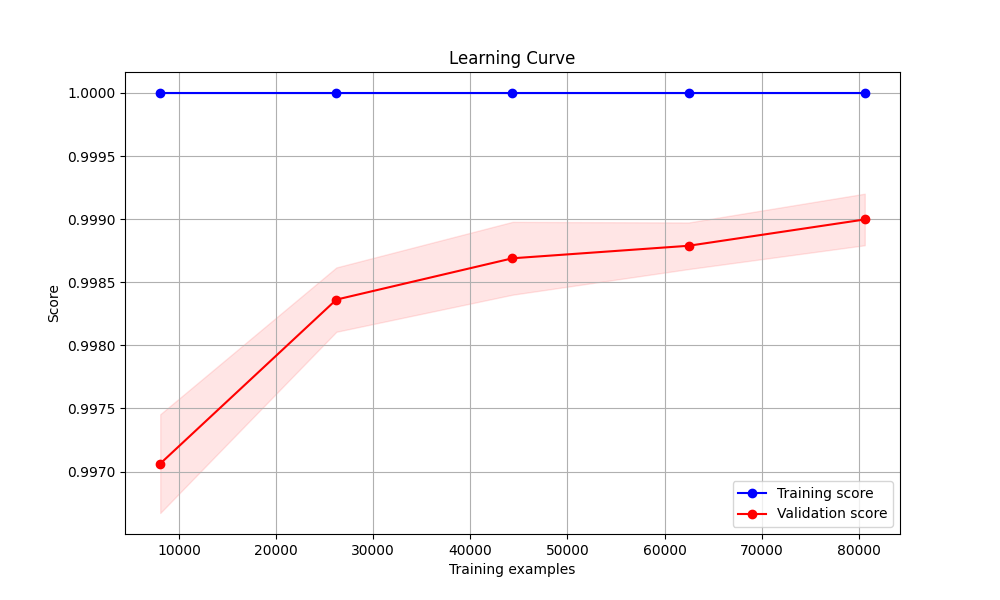 Learning Curve
1.0000
0.9995
0.9990
0.9985
0.9980
0.9975
0.9970
Score
10000 20000 30000 40000 50000 60000 70000 80000
Training examples
Training score
Validation score